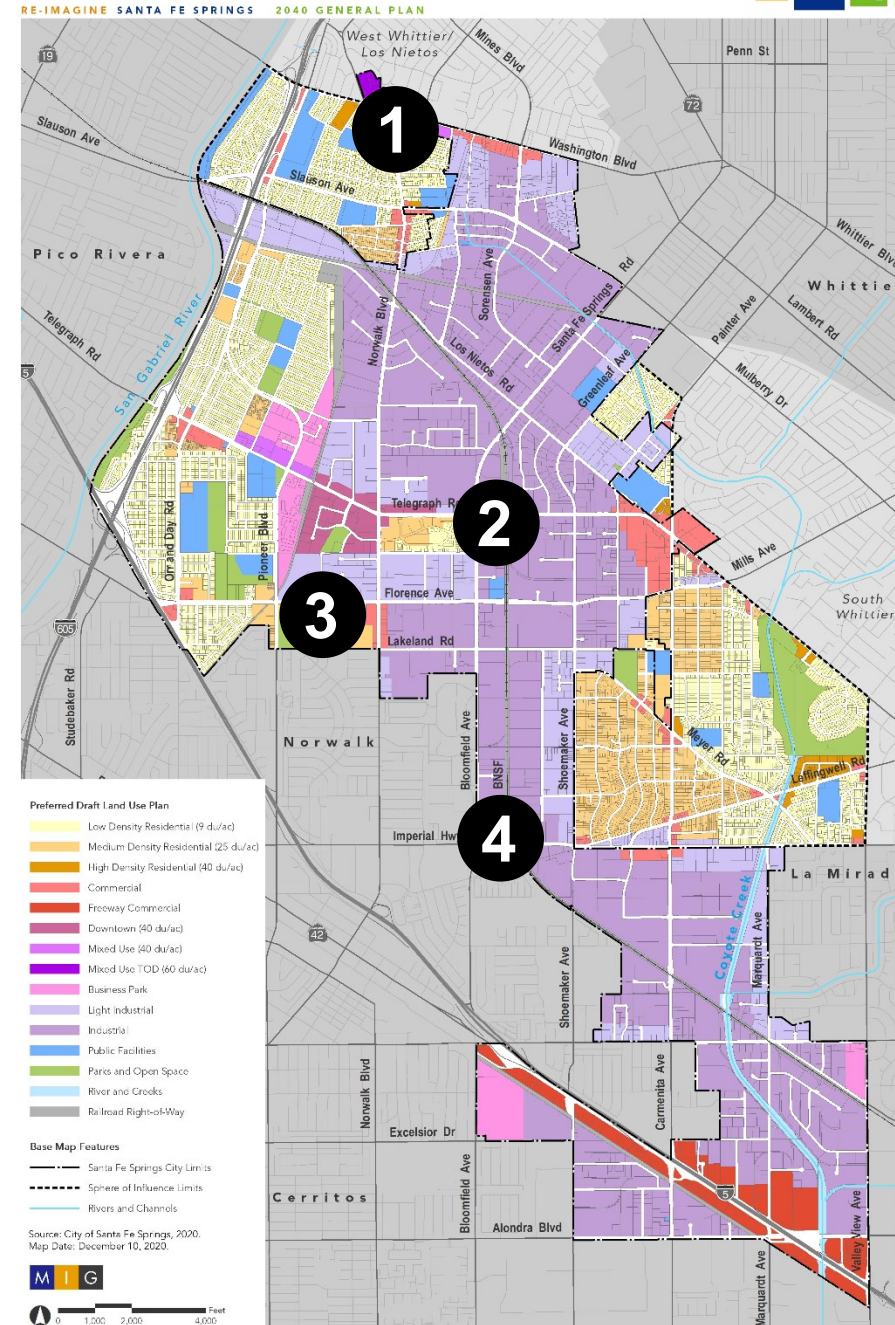 RE-IMAGINE SANTA FE SPRINGS 2040 GENERAL PLAN
West Whittier/
Los Nietos
Mines Blvd
Penn St
19
72
Slauson Ave
1
Washington Blvd
Slauson Ave
Pico Rivera
Whittier Blv
Whittie
Norwalk Blvd
Sorensen Ave
Santa Fe Springs Rd
Painter Ave
Lambert Rd
Telegraph Rd
San Gabriel River
Los Nietos Rd
Greenleaf Ave
Mulberry Dr
5
Telegraph R
2
Orr and Day Rd
Pioneer Blvd
Mills Ave
Florence Ave
3
South
Whittier
605
Lakeland Rd
Studebaker Rd
Norwalk
Bloomfield Ave
BNSF
Shoemaker Ave
Meyer Rd
Leffingwell Rd
Imperial Hw
4
La Mirad
42
Coyote Creek
Marquardt Ave
Shoemaker Ave
Norwalk Blvd
Carmenita Ave
Excelsior Dr
Bloomfield Ave
Cerritos
5
Alondra Blvd
Valley View Ave
Marquardt Ave
Preferred Draft Land Use Plan
Low Density Residential (9 du/ac)
Medium Density Residential (25 du/ac)
High Density Residential (40 du/ac)
Commercial
Freeway Commercial
Downtown (40 du/ac)
Mixed Use (40 du/ac)
Mixed Use TOD (60 du/ac)
Business Park
Light Industrial
Industrial
Public Facilities
Parks and Open Space
River and Creeks
Railroad Right-of-Way
Base Map Features
Santa Fe Springs City Limits
Sphere of Influence Limits
Rivers and Channels
Source: City of Santa Fe Springs, 2020.
Map Date: December 10, 2020.
M I G
0 1,000 2,000 4,000 Feet